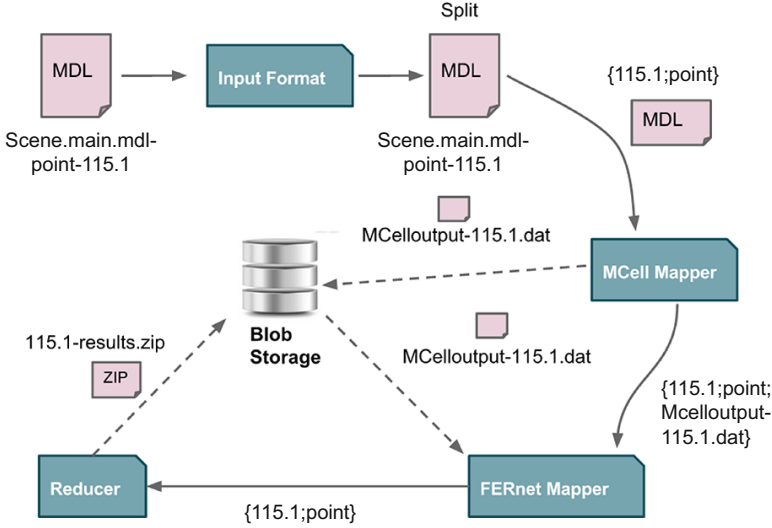 Split
MDL
Input Format
MDL
{115.1;point}
MDL
Scene.main.mdl-
point-115.1
Scene.main.mdl-
point-115.1
MCelloutput-115.1.dat
MCell Mapper
Blob
Storage
115.1-results.zip
ZIP
MCelloutput-115.1.dat
{115.1;point;
Mcelloutput-
115.1.dat}
Reducer
FERnet Mapper
{115.1;point}